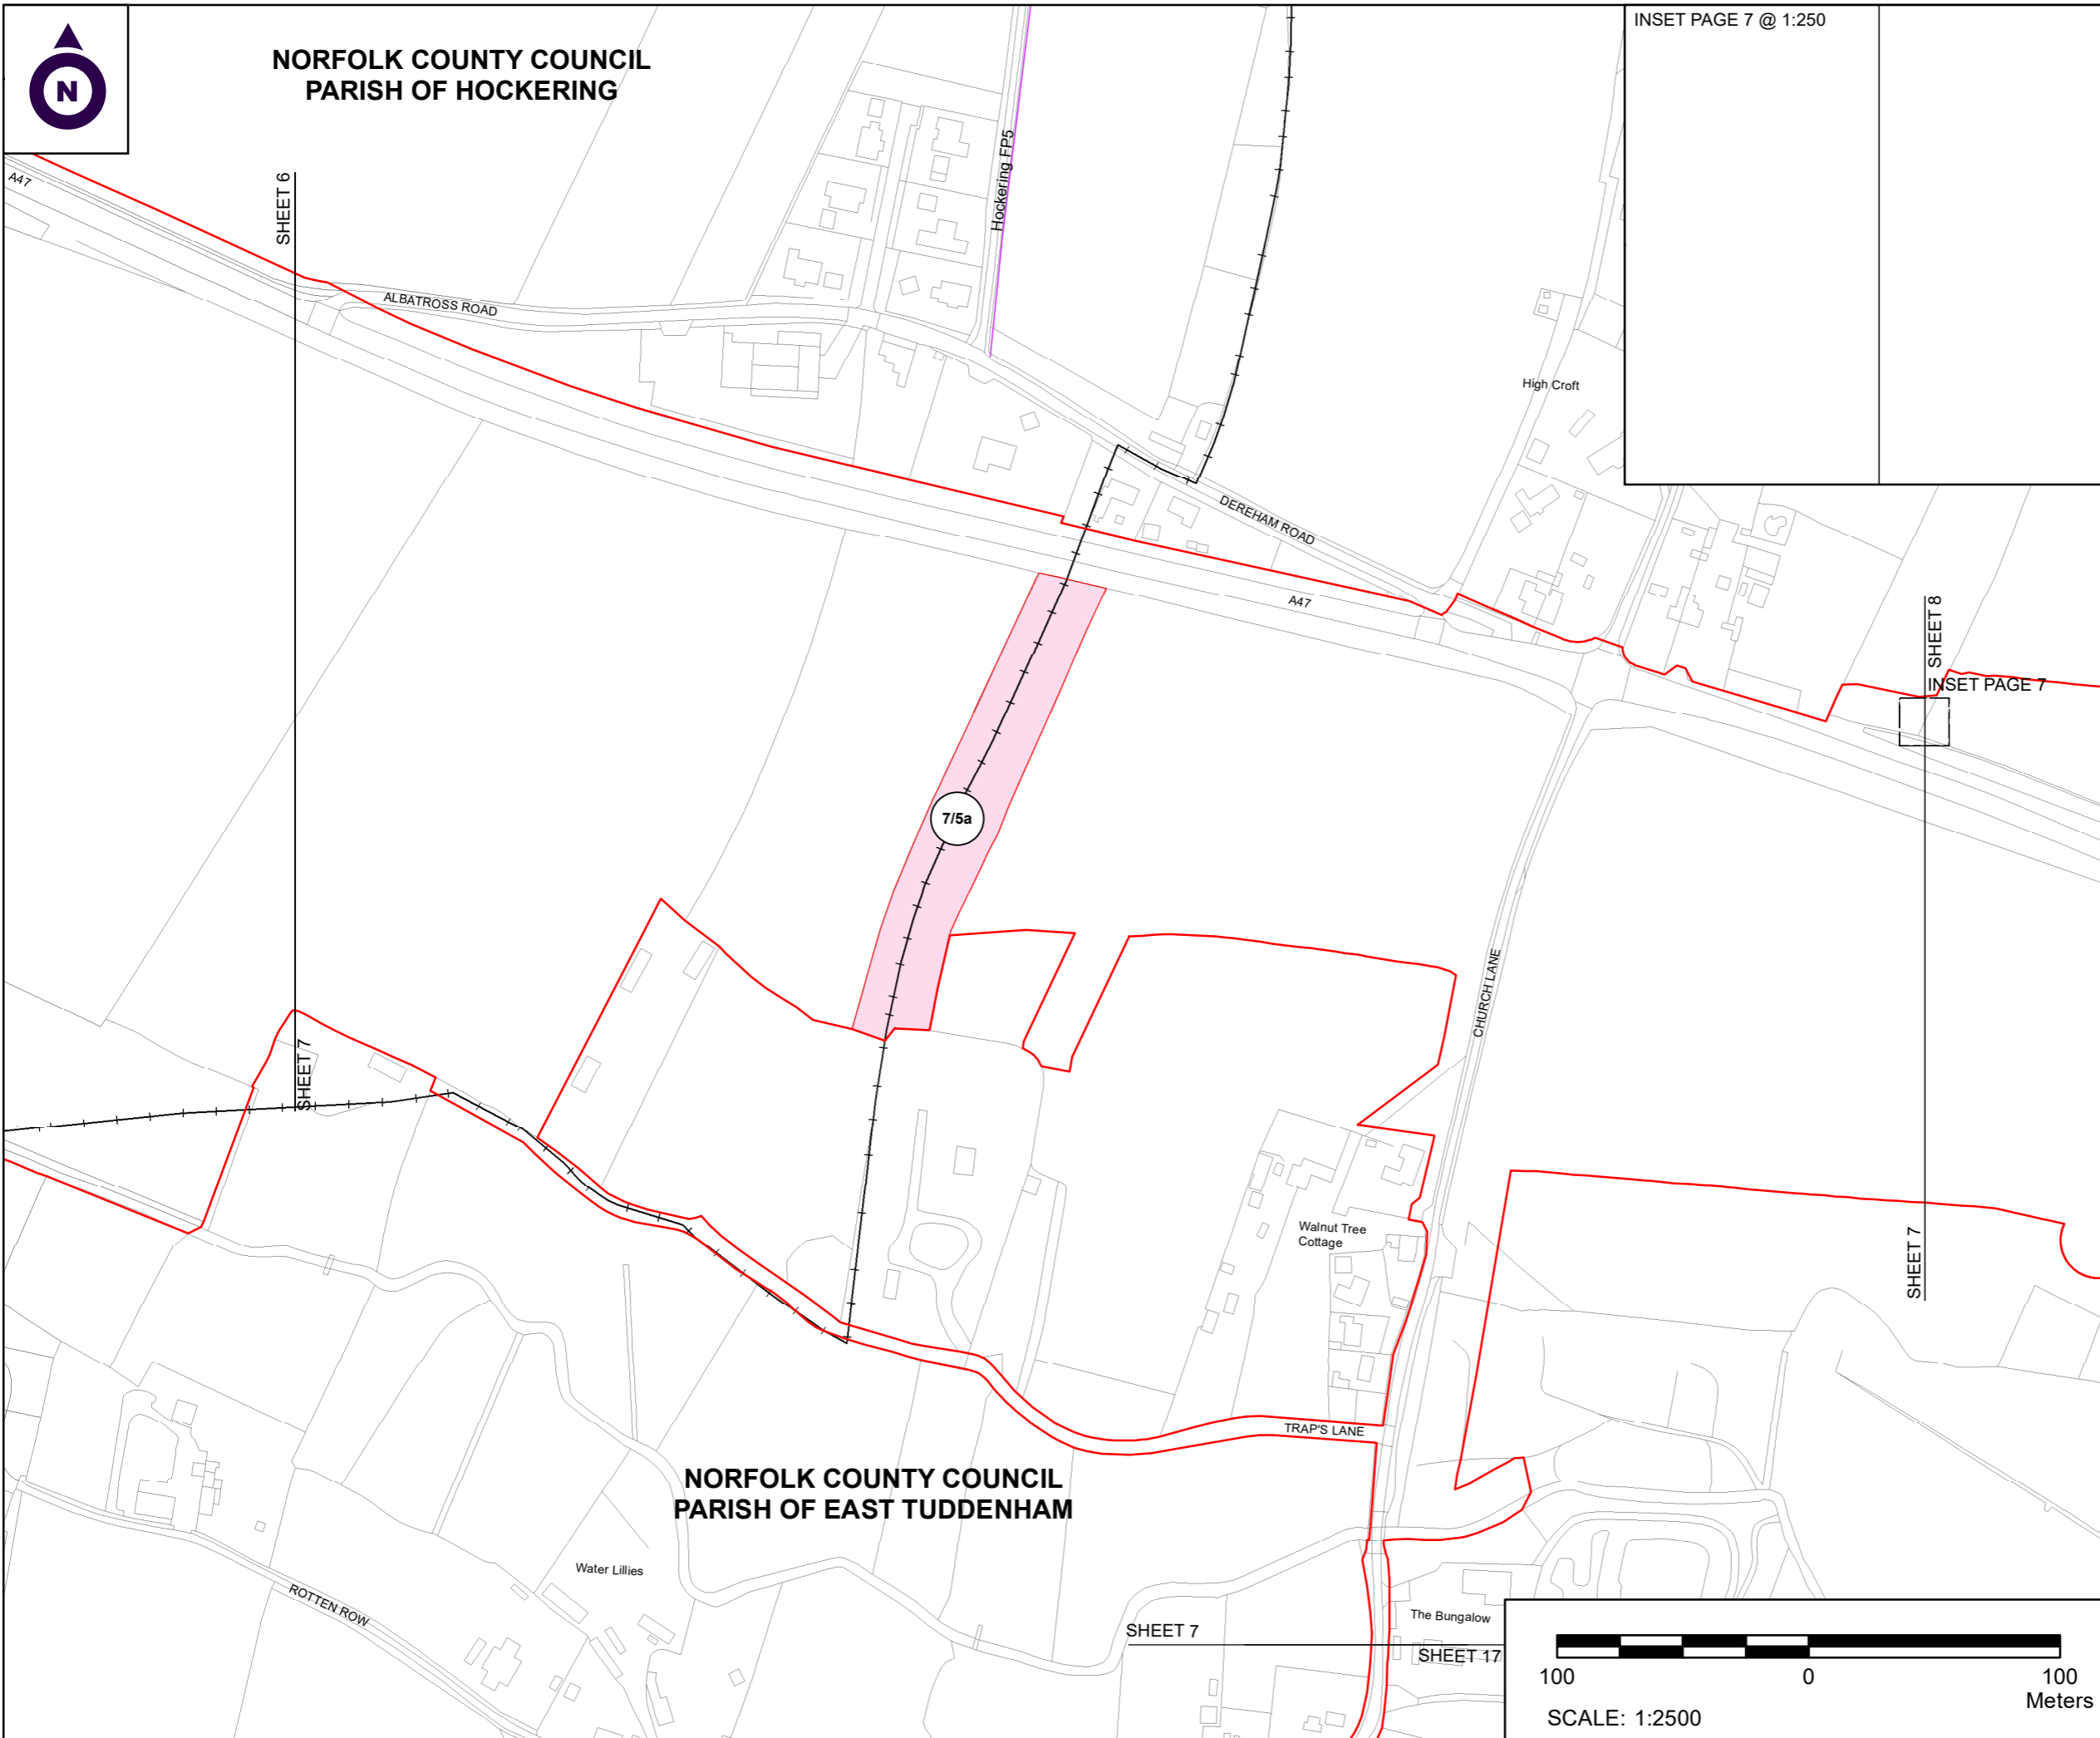 N
NORFOLK COUNTY COUNCIL
PARISH OF HOCKERING
INSET PAGE 7 @ 1:250
A47
SHEET 6
Hockering FP5
ALBATROSS ROAD
High Croft
DEREHAM ROAD
A47
SHEET 8
INSET PAGE 7
7/5a
CHURCH LANE
SHEET 7
Walnut Tree
Cottage
SHEET 7
TRAP'S LANE
NORFOLK COUNTY COUNCIL
PARISH OF EAST TUDDENHAM
Water Lillies
ROTTEN ROW
The Bungalow
SHEET 7
SHEET 17
100 0 100
Meters
SCALE: 1:2500